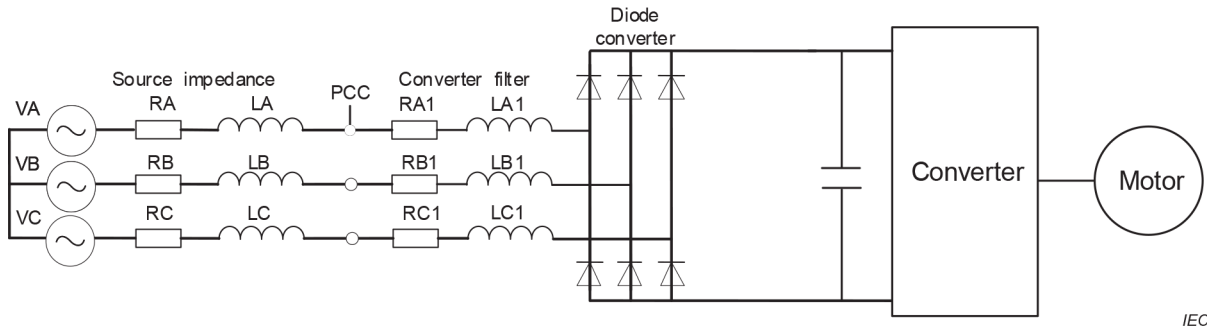 Diode
converter
Source impedance
Converter filter
PCC
VA
RA
LA
RA1
LA1
VB
RB
LB
RB1
LB1
VC
RC
LC
RC1
LC1
Converter
Motor
IEC